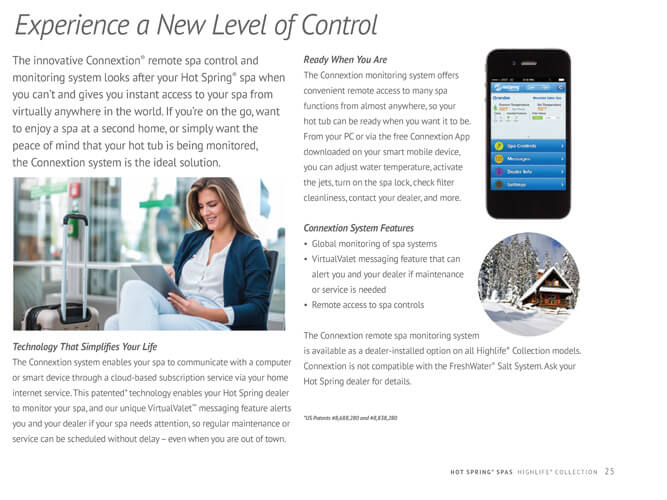 Experience a New Level of Control
The innovative Connextion® remote spa control and
monitoring system looks after your Hot Spring® spa when
you can't and gives you instant access to your spa from
virtually anywhere in the world. If you're on the go, want
to enjoy a spa at a second home, or simply want the
peace of mind that your hot tub is being monitored,
the Connextion system is the ideal solution.
Technology That Simplifies Your Life
The Connextion system enables your spa to communicate with a computer
or smart device through a cloud-based subscription service via your home
internet service. This patented* technology enables your Hot Spring dealer
to monitor your spa, and our unique VirtualValet™ messaging feature alerts
you and your dealer if your spa needs attention, so regular maintenance or
service can be scheduled without delay – even when you are out of town.
Ready When You Are
The Connextion monitoring system offers
convenient remote access to many spa
functions from almost anywhere, so your
hot tub can be ready when you want it to be.
From your PC or via the free Connextion App
downloaded on your smart mobile device,
you can adjust water temperature, activate
the jets, turn on the spa lock, check filter
cleanliness, contact your dealer, and more.
Connextion System Features
• Global monitoring of spa systems
• VirtualValet messaging feature that can
alert you and your dealer if maintenance
or service is needed
• Remote access to spa controls
The Connextion remote spa monitoring system
is available as a dealer-installed option on all Highlife® Collection models.
Connextion is not compatible with the FreshWater® Salt System. Ask your
Hot Spring dealer for details.
*US Patents #8,688,280 and #8,838,280
Spa Controls
Messages
Dealer Info
Settings
HOT SPRING® SPAS HIGHLIFE® COLLECTION 25